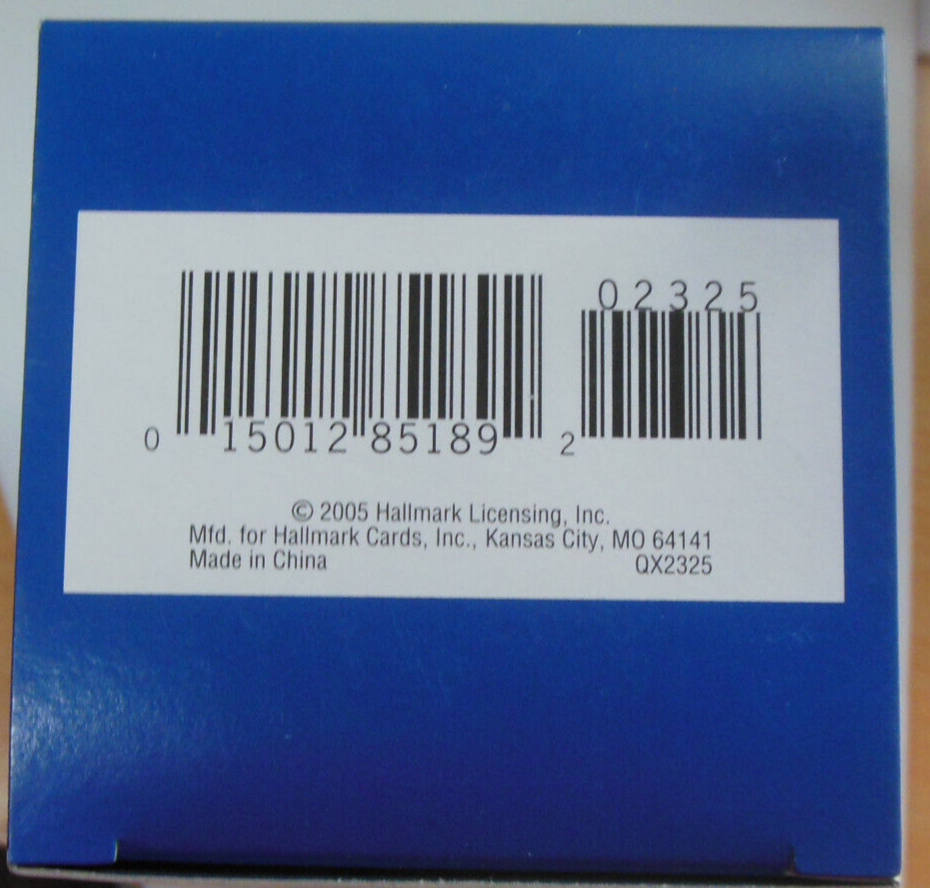 02325
0 15012 85189 2
© 2005 Hallmark Licensing, Inc.
Mfd. for Hallmark Cards, Inc., Kansas City, MO 64141
Made in China QX2325